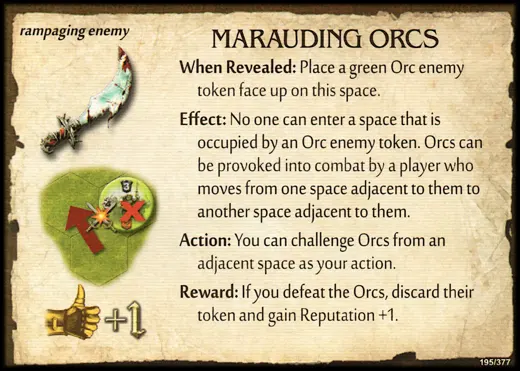 rampaging enemy
MARAUDING ORCS
When Revealed: Place a green Orc enemy
token face up on this space.
Effect: No one can enter a space that is
occupied by an Orc enemy token. Orcs can
be provoked into combat by a player who
moves from one space adjacent to them to
another space adjacent to them.
Action: You can challenge Orcs from an
adjacent space as your action.
Reward: If you defeat the Orcs, discard their
token and gain Reputation +1.
+1
195/377